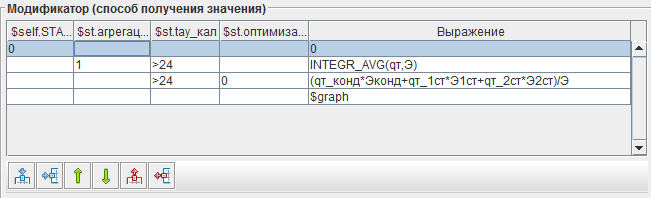 Модификатор (способ получения значения)
$self.STA... $st.агрегац... $st.tay_кал $st.оптимиза... Выражение
0 0
1 >24 INTEGR_AVG(qт,Э)
>24 0 (qт_конд*Эконд+qт_1ст*Э1ст+qт_2ст*Э2ст)/Э
$graph